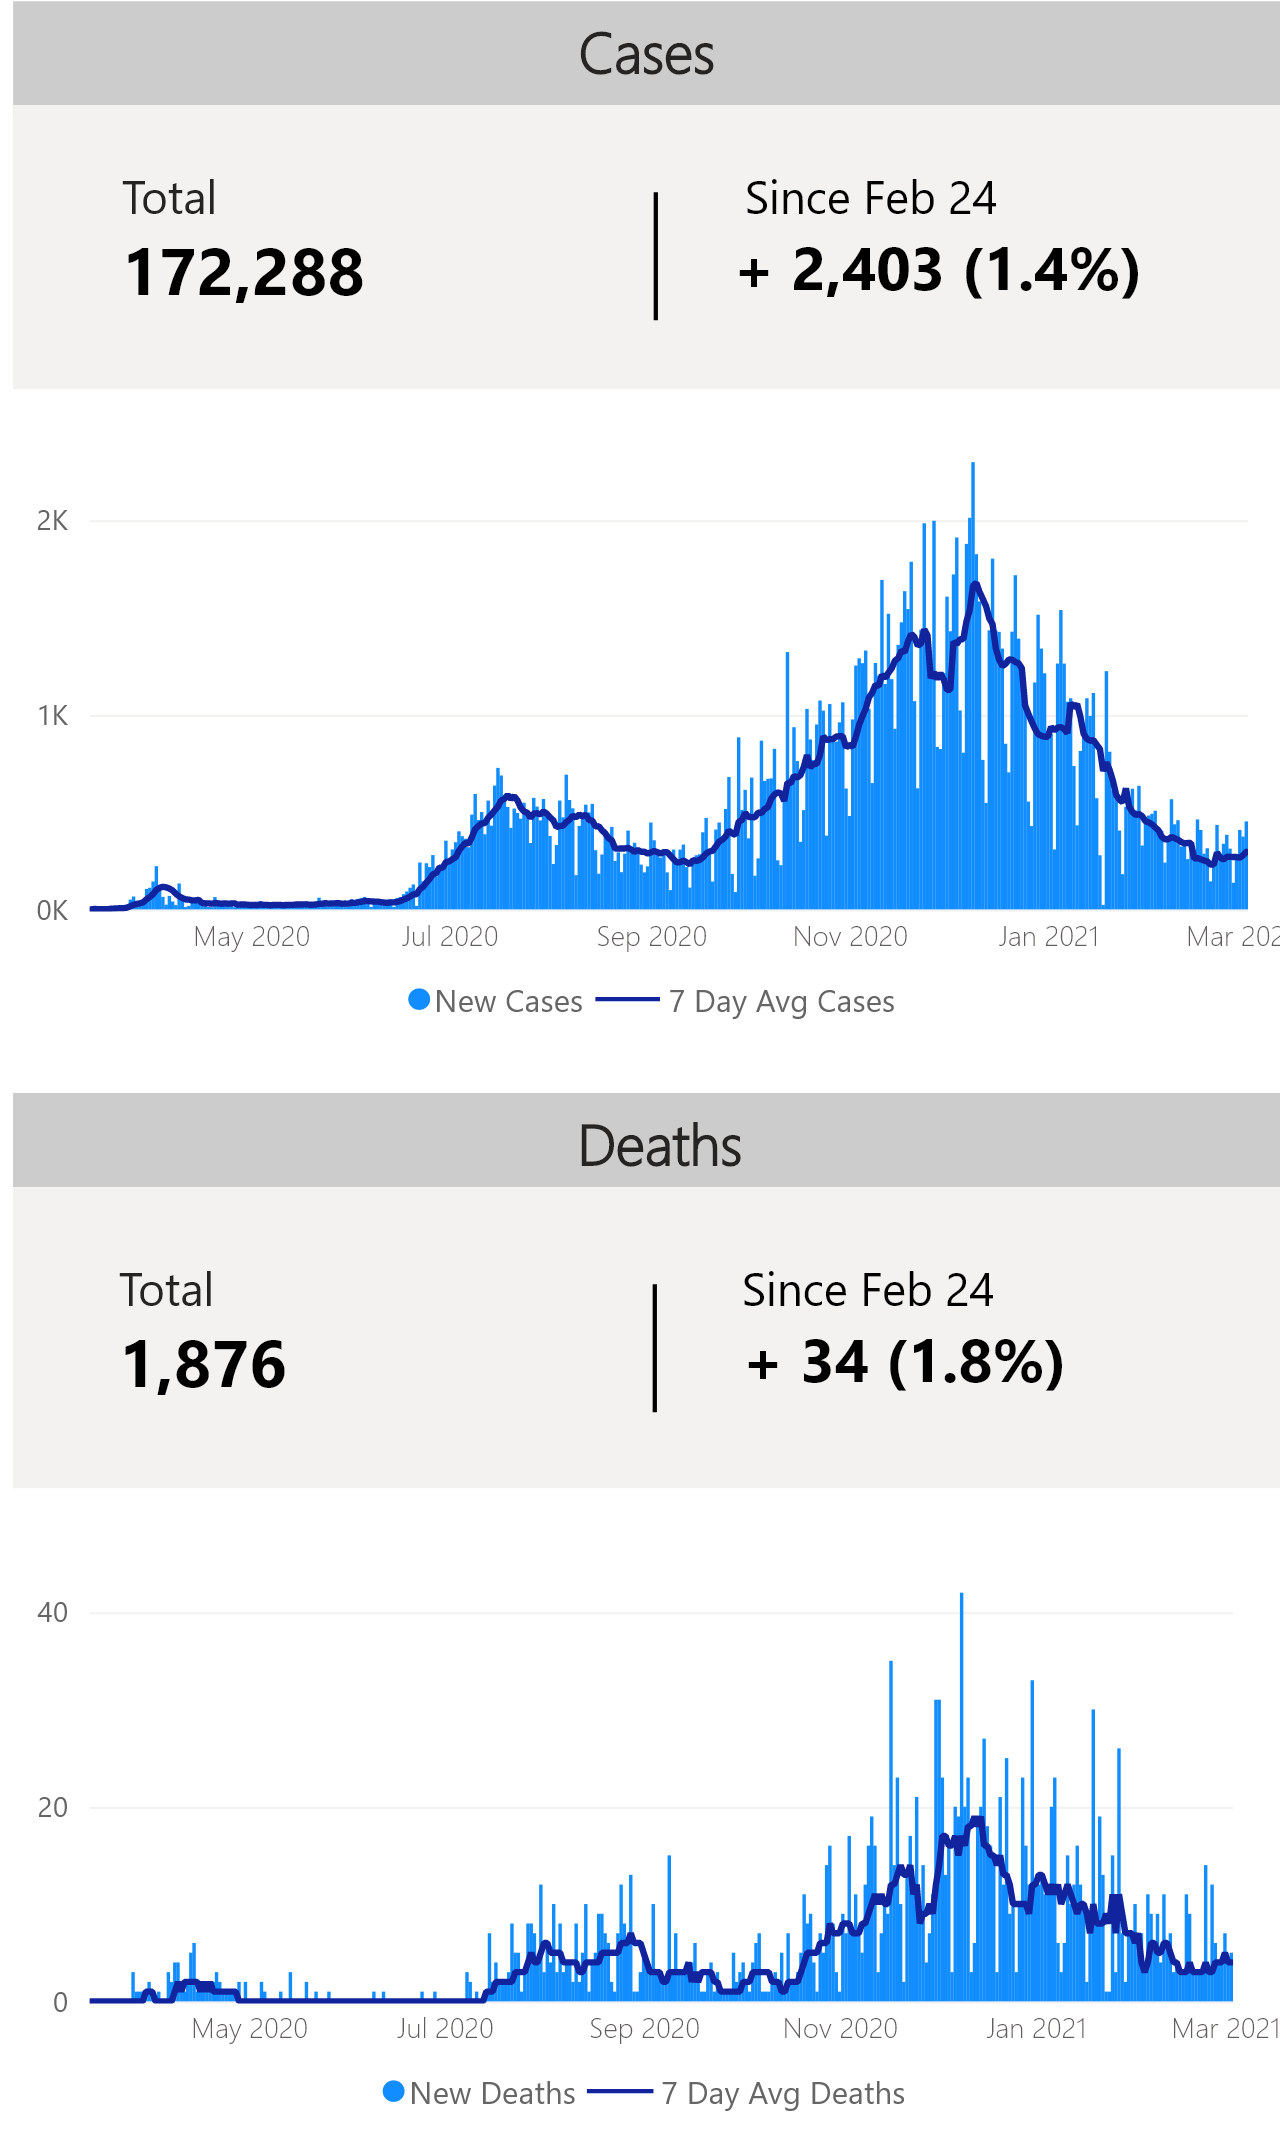 Cases
Total
172,288
Since Feb 24
+ 2,403 (1.4%)
2K
1K
0K
May 2020 Jul 2020 Sep 2020 Nov 2020 Jan 2021 Mar 202
New Cases 7 Day Avg Cases
Deaths
Total
1,876
Since Feb 24
+ 34 (1.8%)
40
20
0
May 2020 Jul 2020 Sep 2020 Nov 2020 Jan 2021 Mar 2021
New Deaths 7 Day Avg Deaths